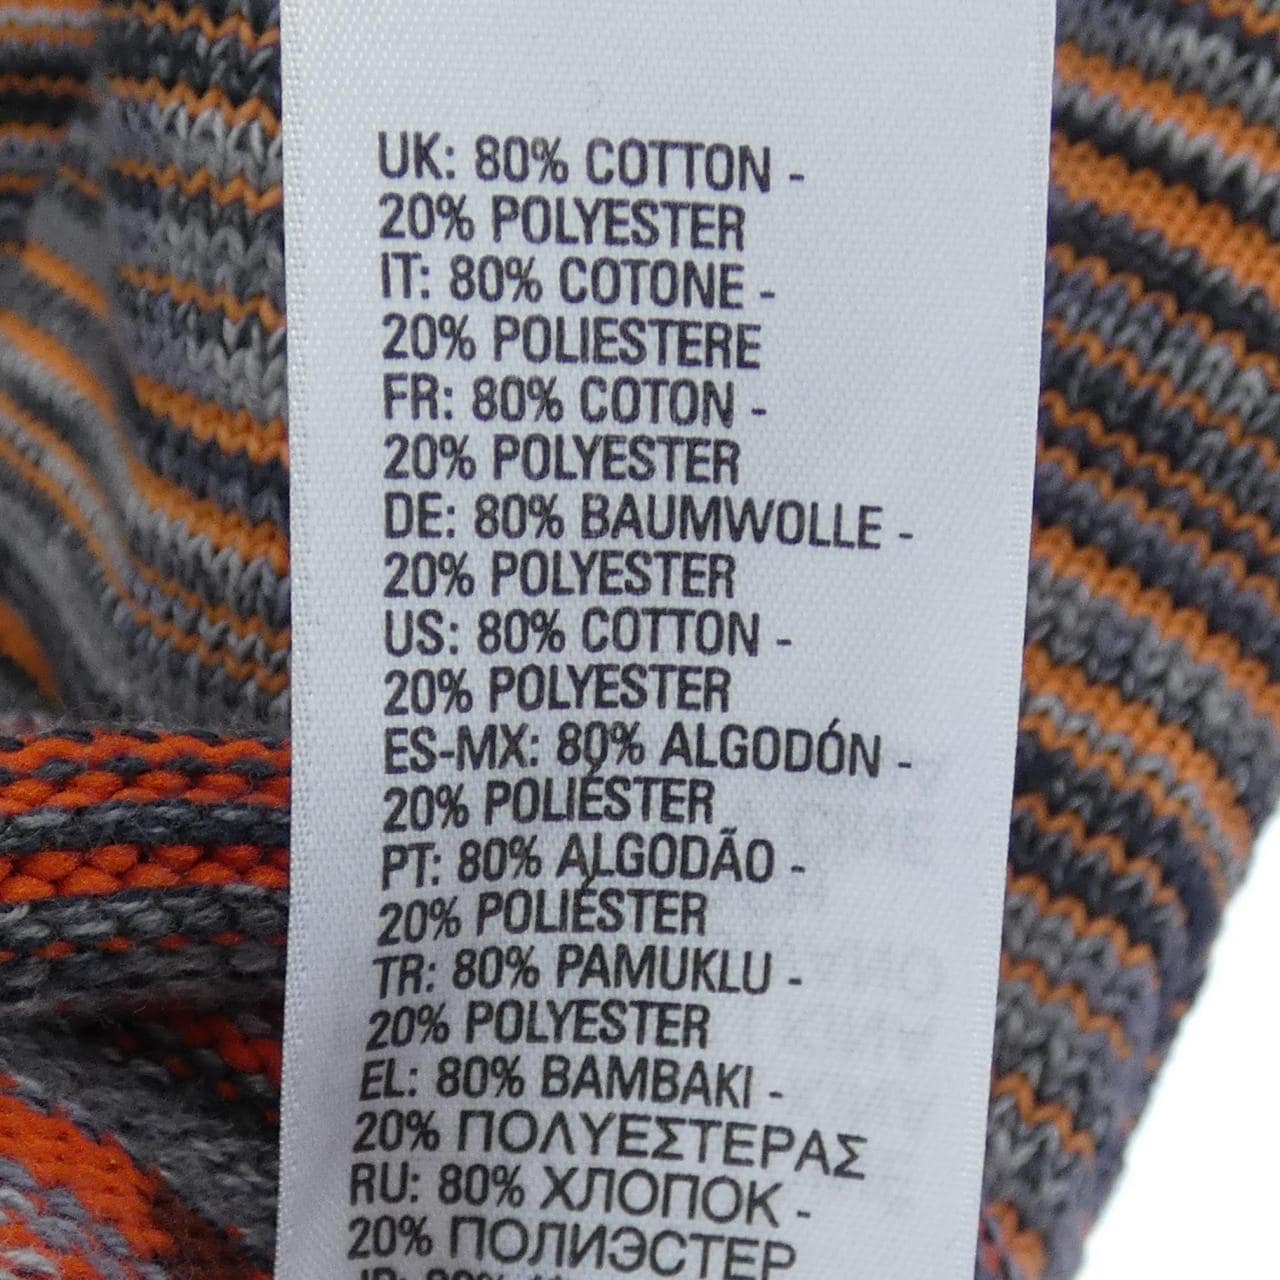 UK: 80% COTTON -
20% POLYESTER
IT: 80% COTONE -
20% POLIESTERE
FR: 80% COTON -
20% POLYESTER
DE: 80% BAUMWOLLE -
20% POLYESTER
US: 80% COTTON -
20% POLYESTER
ES-MX: 80% ALGODÓN -
20% POLIÉSTER
PT: 80% ALGODÃO -
20% POLIÉSTER
TR: 80% PAMUKLU -
20% POLYESTER
EL: 80% ΒΑΜΒΑΚΙ -
20% ΠΟΛΥΕΣΤΕΡΑΣ
RU: 80% ХЛОПОК -
20% ПОЛИЭСТЕР